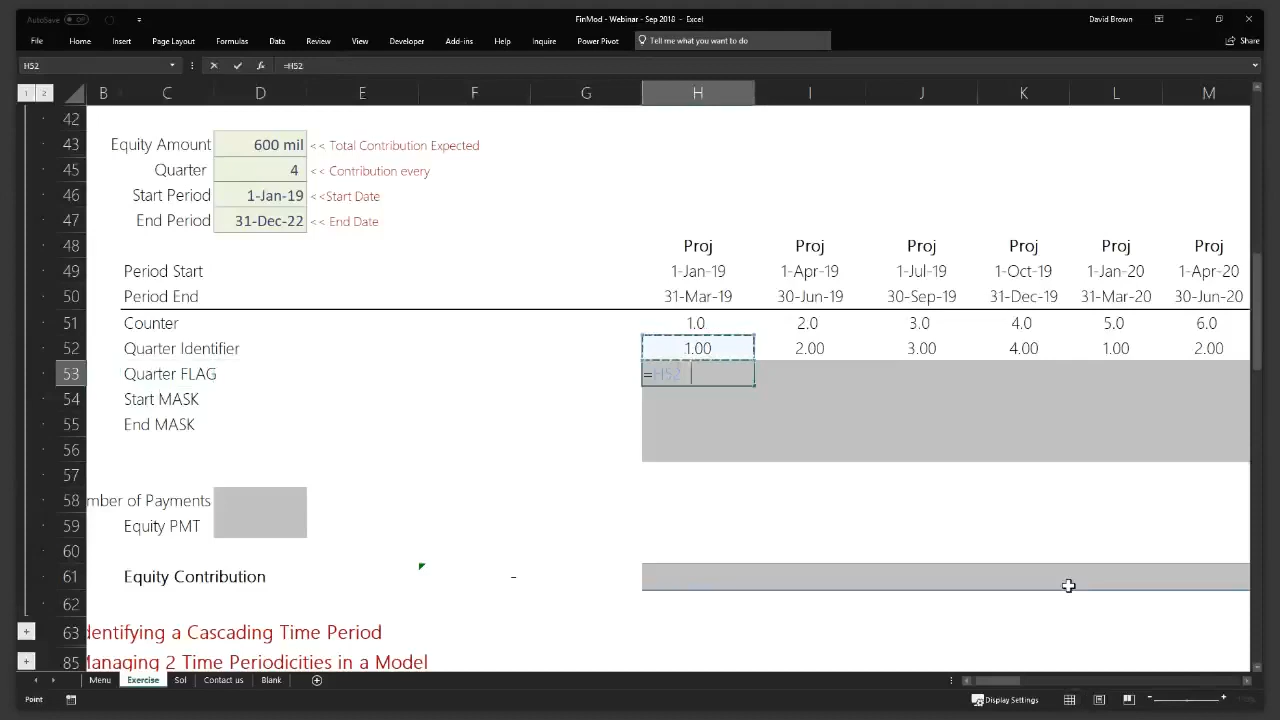 AutoSave Off FinMod - Webinar - Sep 2018 - Excel David Brown
File Home Insert Page Layout Formulas Data Review View Developer Add-ins Help Inquire Power Pivot Tell me what you want to do Share
H52 fx =H52
1 2 B C D E F G H I J K L M
42
43 Equity Amount 600 mil << Total Contribution Expected
45 Quarter 4 << Contribution every
46 Start Period 1-Jan-19 <<Start Date
47 End Period 31-Dec-22 << End Date
48 Proj Proj Proj Proj Proj Proj
49 Period Start 1-Jan-19 1-Apr-19 1-Jul-19 1-Oct-19 1-Jan-20 1-Apr-20
50 Period End 31-Mar-19 30-Jun-19 30-Sep-19 31-Dec-19 31-Mar-20 30-Jun-20
51 Counter 1.0 2.0 3.0 4.0 5.0 6.0
52 Quarter Identifier 1.00 2.00 3.00 4.00 1.00 2.00
53 Quarter FLAG =H52
54 Start MASK
55 End MASK
56
57
58 mber of Payments
59 Equity PMT
60
61 Equity Contribution -
62
63 dentifying a Cascading Time Period
85 Managing 2 Time Periodicities in a Model
Menu Exercise Sol Contact us Blank
Point Display Settings